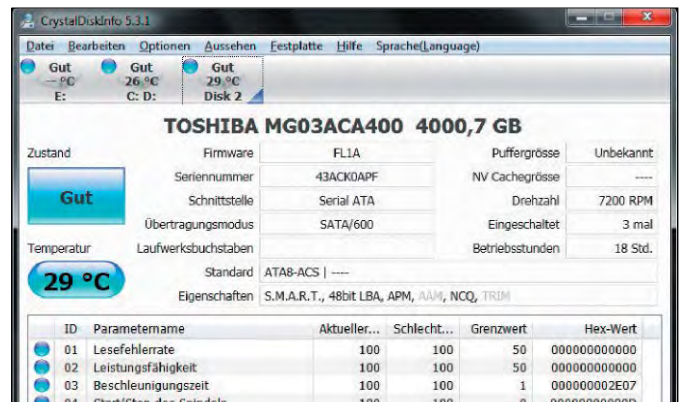 CrystalDiskInfo 5.3.1
Datei Bearbeiten Optionen Aussehen Festplatte Hilfe Sprache(Language)
Gut Gut Gut
-- °C 26 °C 29 °C
E: C: D: Disk 2
TOSHIBA MG03ACA400 4000,7 GB
Zustand Firmware FL1A Puffergrösse Unbekannt
Seriennummer 43ACK0APF NV Cachegrösse ----
Gut Schnittstelle Serial ATA Drehzahl 7200 RPM
Übertragungsmodus SATA/600 Eingeschaltet 3 mal
Temperatur Laufwerksbuchstaben Betriebsstunden 18 Std.
29 °C Standard ATA8-ACS | ----
Eigenschaften S.M.A.R.T., 48bit LBA, APM, AAM, NCQ, TRIM
ID Parametername Aktueller... Schlecht... Grenzwert Hex-Wert
01 Lesefehlerrate 100 100 50 000000000000
02 Leistungsfähigkeit 100 100 50 000000000000
03 Beschleunigungszeit 100 100 1 000000002E07